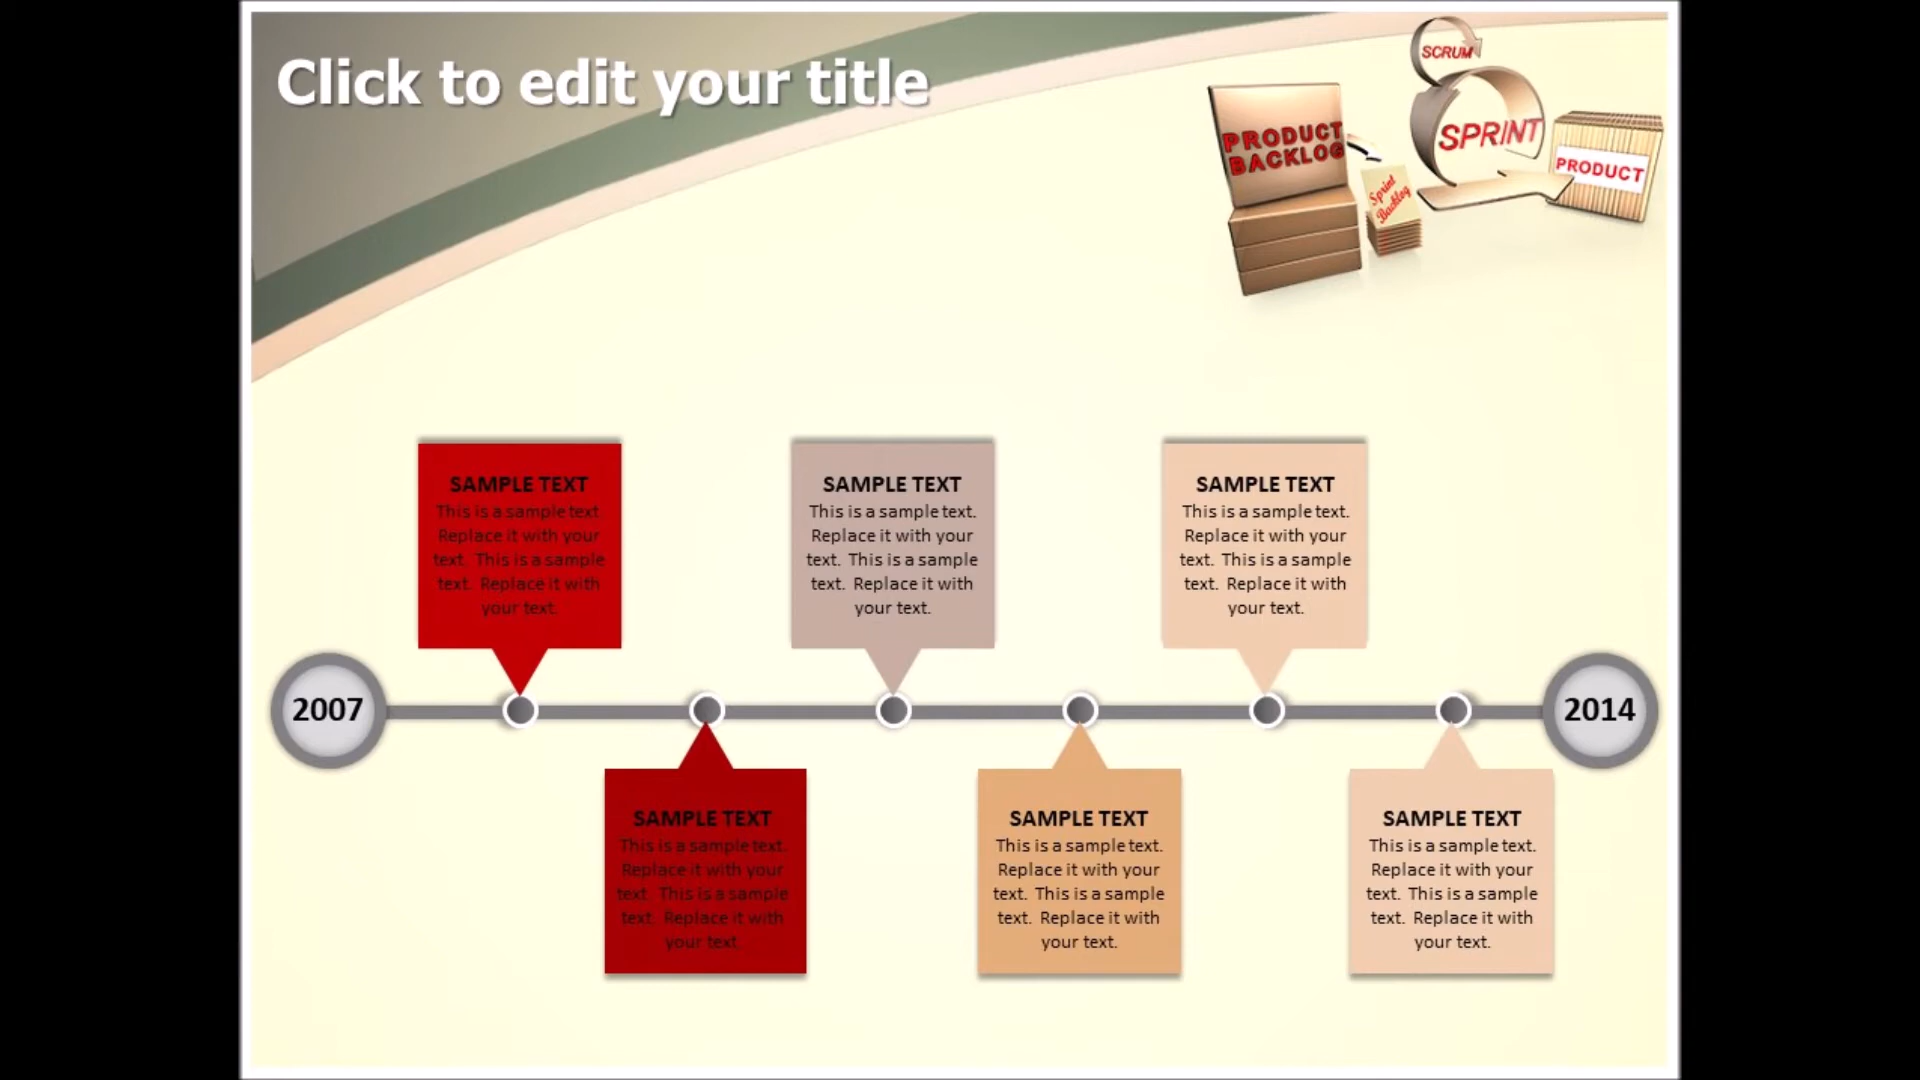 Click to edit your title
SCRUM
PRODUCT
BACKLOG
Sprint
Backlog
SPRINT
PRODUCT
SAMPLE TEXT
This is a sample text.
Replace it with your
text. This is a sample
text. Replace it with
your text.
SAMPLE TEXT
This is a sample text.
Replace it with your
text. This is a sample
text. Replace it with
your text.
SAMPLE TEXT
This is a sample text.
Replace it with your
text. This is a sample
text. Replace it with
your text.
2007
2014
SAMPLE TEXT
This is a sample text.
Replace it with your
text. This is a sample
text. Replace it with
your text.
SAMPLE TEXT
This is a sample text.
Replace it with your
text. This is a sample
text. Replace it with
your text.
SAMPLE TEXT
This is a sample text.
Replace it with your
text. This is a sample
text. Replace it with
your text.